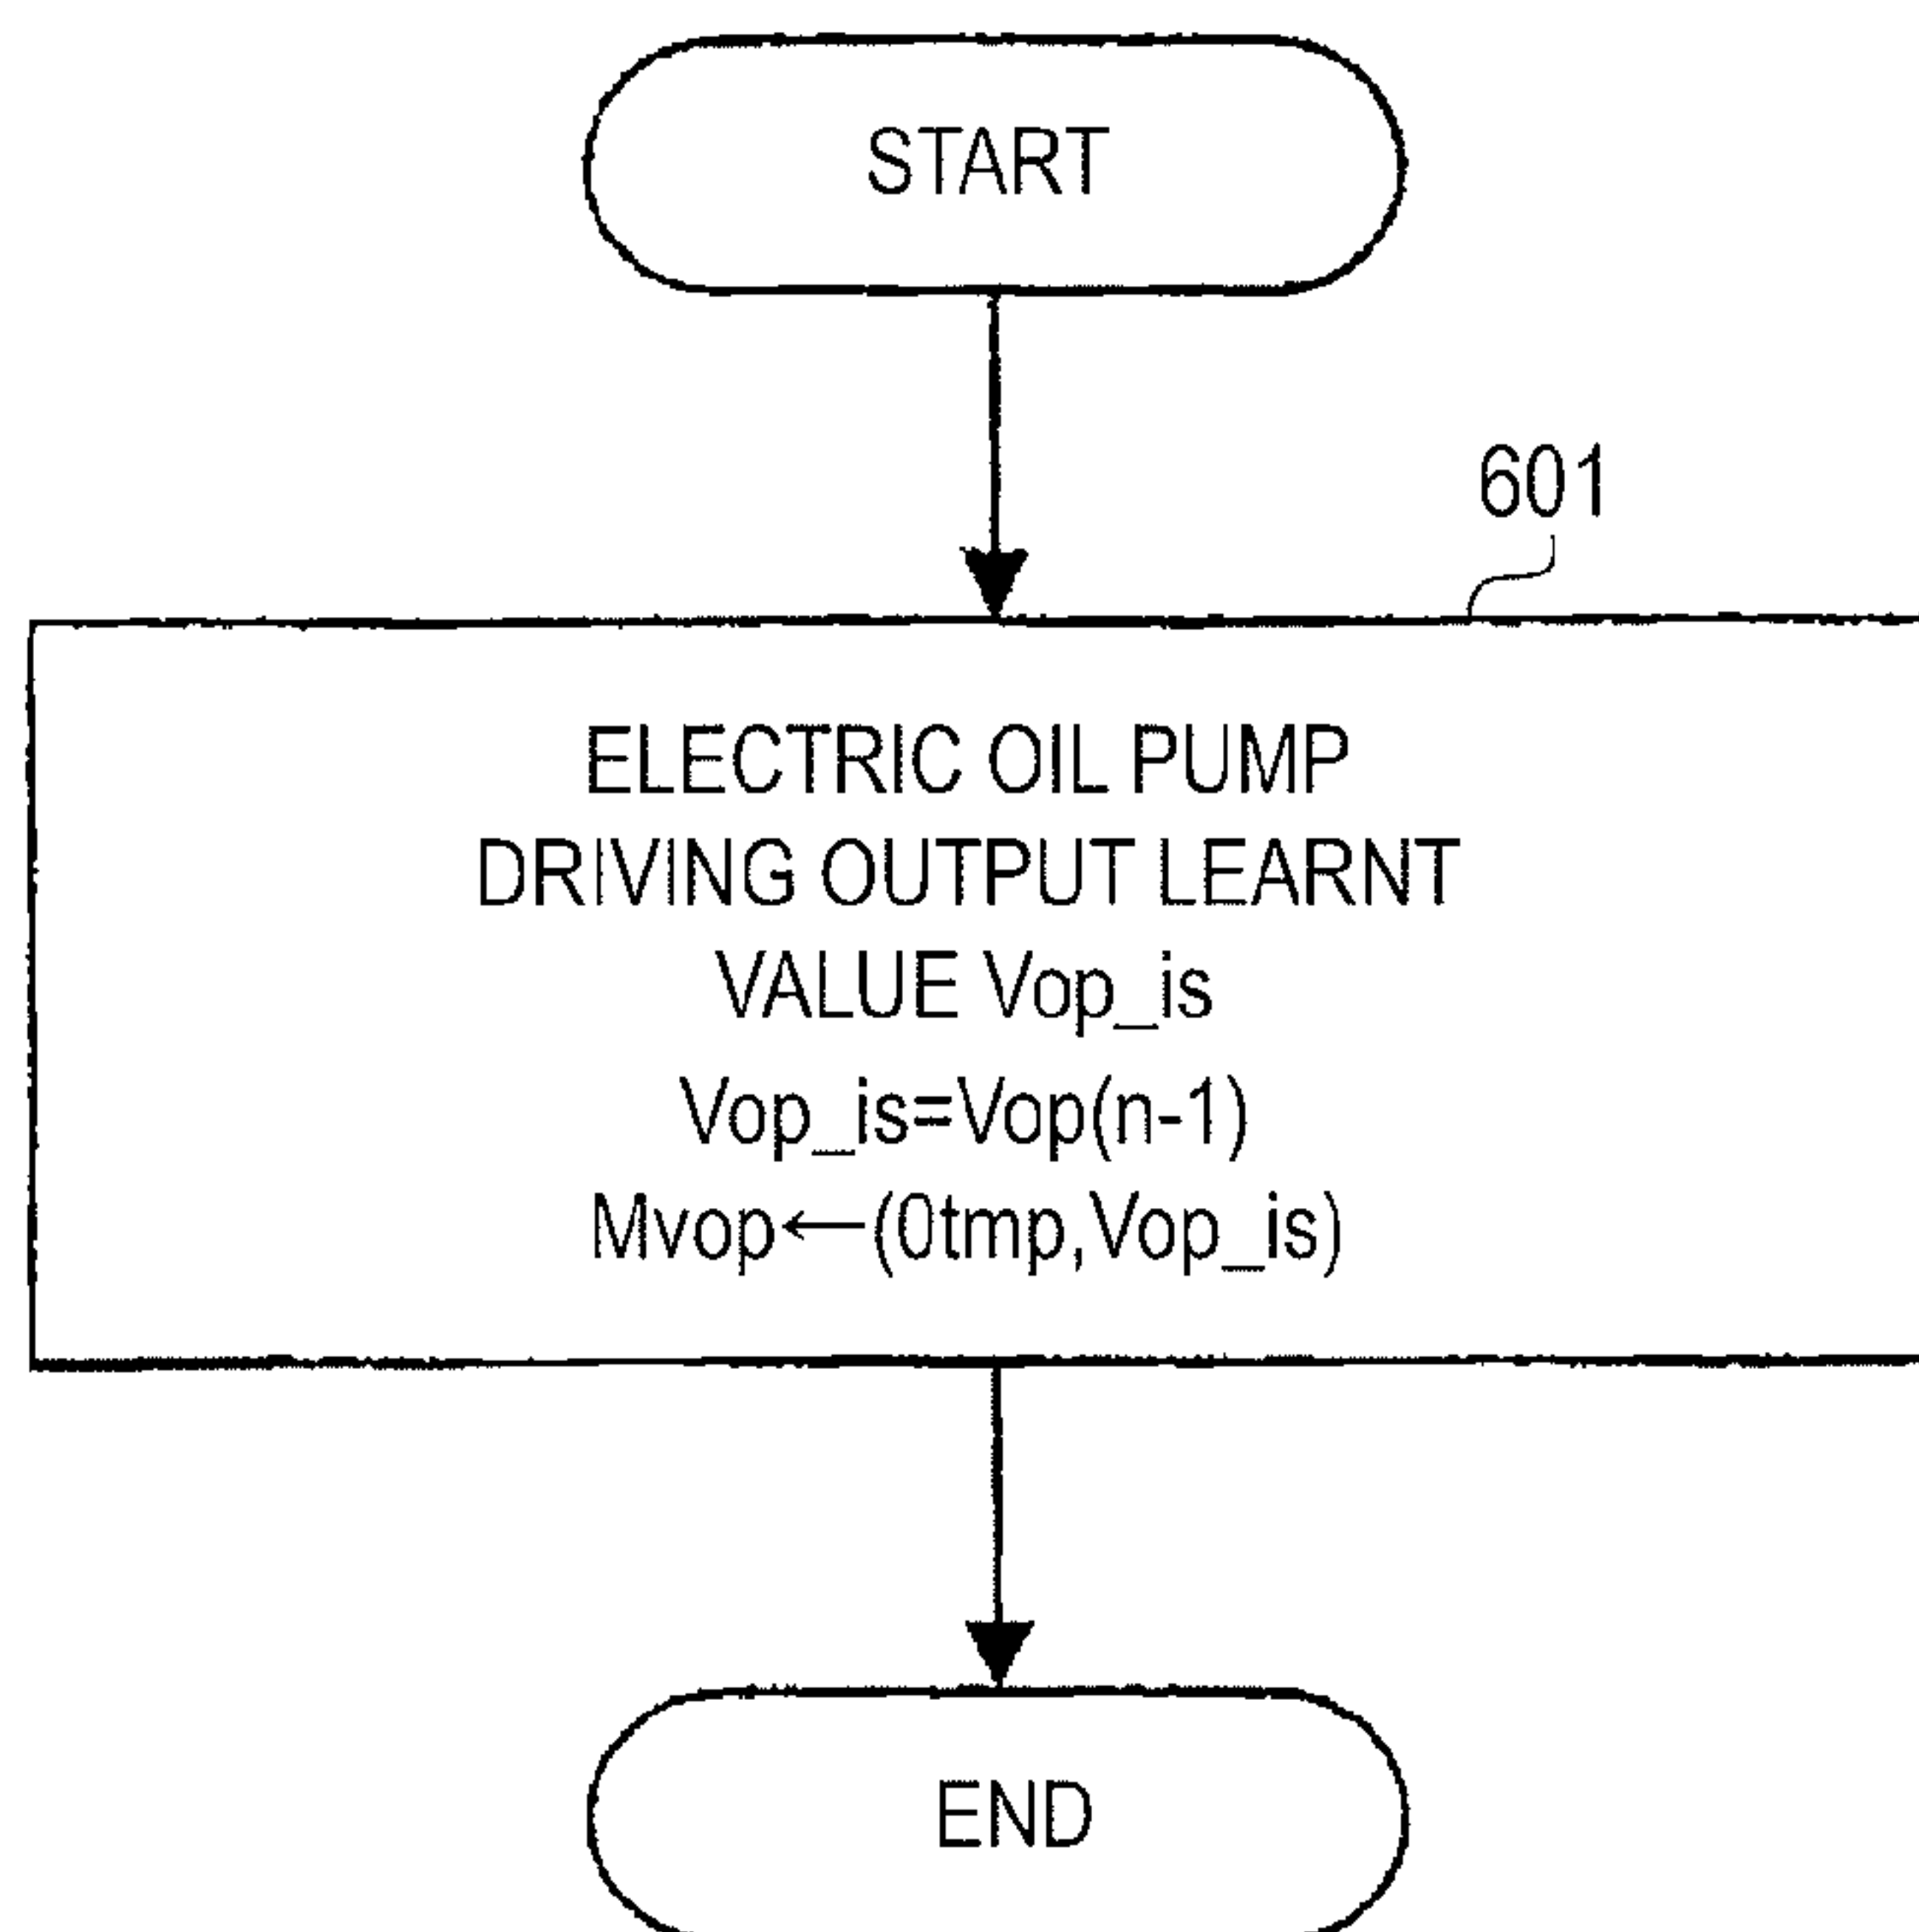 START
601
ELECTRIC OIL PUMP
DRIVING OUTPUT LEARNT
VALUE Vop_is
Vop_is=Vop(n-1)
Mvop←(0tmp,Vop_is)
END